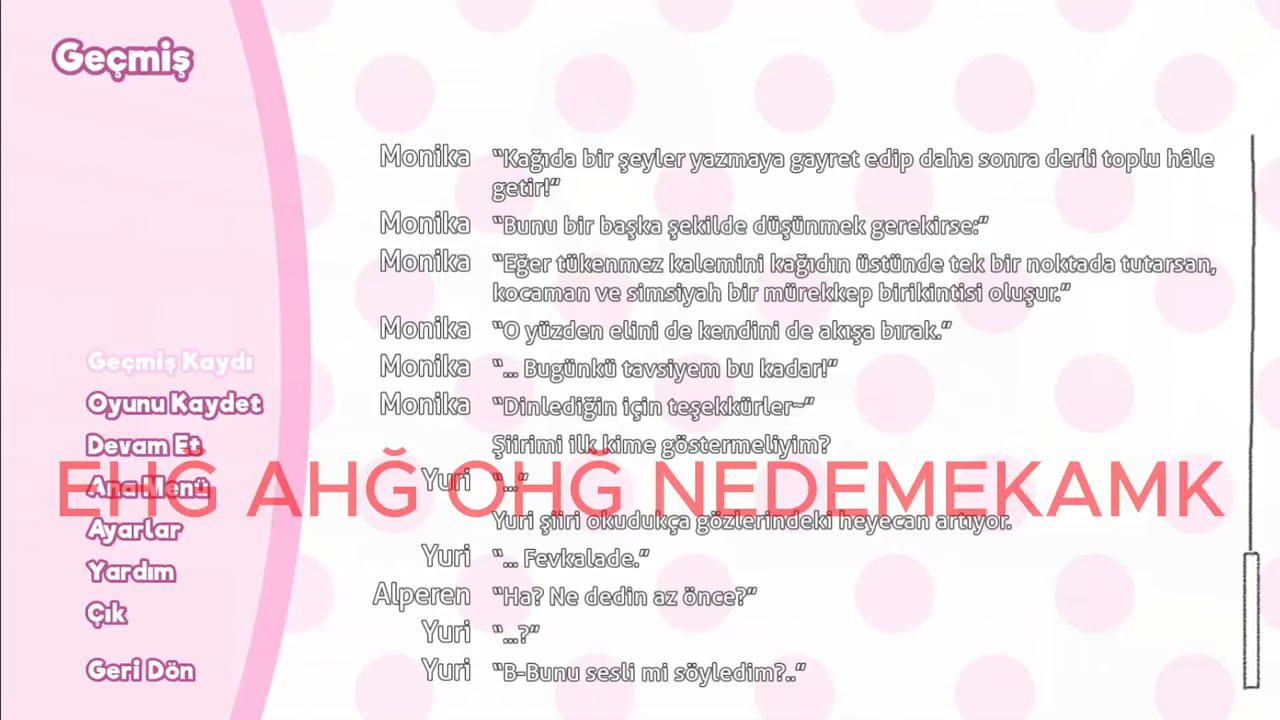 Geçmiş
Monika "Kağıda bir şeyler yazmaya gayret edip daha sonra derli toplu hâle
getir!"
Monika "Bunu bir başka şekilde düşünmek gerekirse:"
Monika "Eğer tükenmez kalemini kağıdın üstünde tek bir noktada tutarsan,
kocaman ve simsiyah bir mürekkep birikintisi oluşur."
Monika "O yüzden elini de kendini de akışa bırak."
Monika "... Bugünkü tavsiyem bu kadar!"
Monika "Dinlediğin için teşekkürler~"
Şiirimi ilk kime göstermeliyim?
Yuri "..."
Yuri şiiri okudukça gözlerindeki heyecan artıyor.
Yuri "... Fevkalade."
Alperen "Ha? Ne dedin az önce?"
Yuri "...?"
Yuri "B-Bunu sesli mi söyledim?.."
EHĞ AHĞ OHĞ NEDEMEKAMK
Geçmiş Kaydı
Oyunu Kaydet
Devam Et
Ana Menü
Ayarlar
Yardım
Çık
Geri Dön